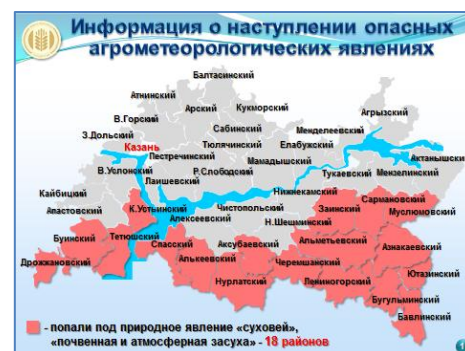 Информация о наступлении опасных
агрометеорологических явлениях
Балтасинский
Атнинский
Арский
Кукморский
Агрызский
В.Горский
Сабинский
Менделеевский
З.Дольский
Тюлячинский
Елабужский
Казань
Пестречинский
Мамадышский
Актанышский
В.Услонский
Р.Слободский
Тукаевский
Мензелинский
Лаишевский
Кайбицкий
Нижнекамский
Сармановский
К.Устьинский
Чистопольский
Заинский
Муслюмовский
Апастовский
Алексеевский
Н.Шешминский
Буинский
Тетюшский
Спасский
Аксубаевский
Альметьевский
Азнакаевский
Дрожжановский
Алькеевский
Черемшанский
Ютазинский
Нурлатский
Лениногорский
Бугульминский
Бавлинский
- попали под природное явление «суховей»,
«почвенная и атмосферная засуха» - 18 районов